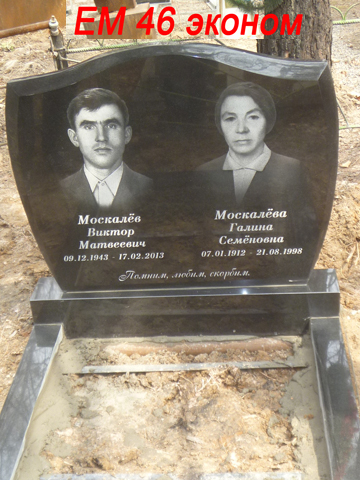 ЕМ 46 эконом
Москалёв
Виктор
Матвеевич
09.12.1943 - 17.02.2013
Москалёва
Галина
Семёновна
07.01.1912 - 21.08.1998
Помним, любим, скорбим.